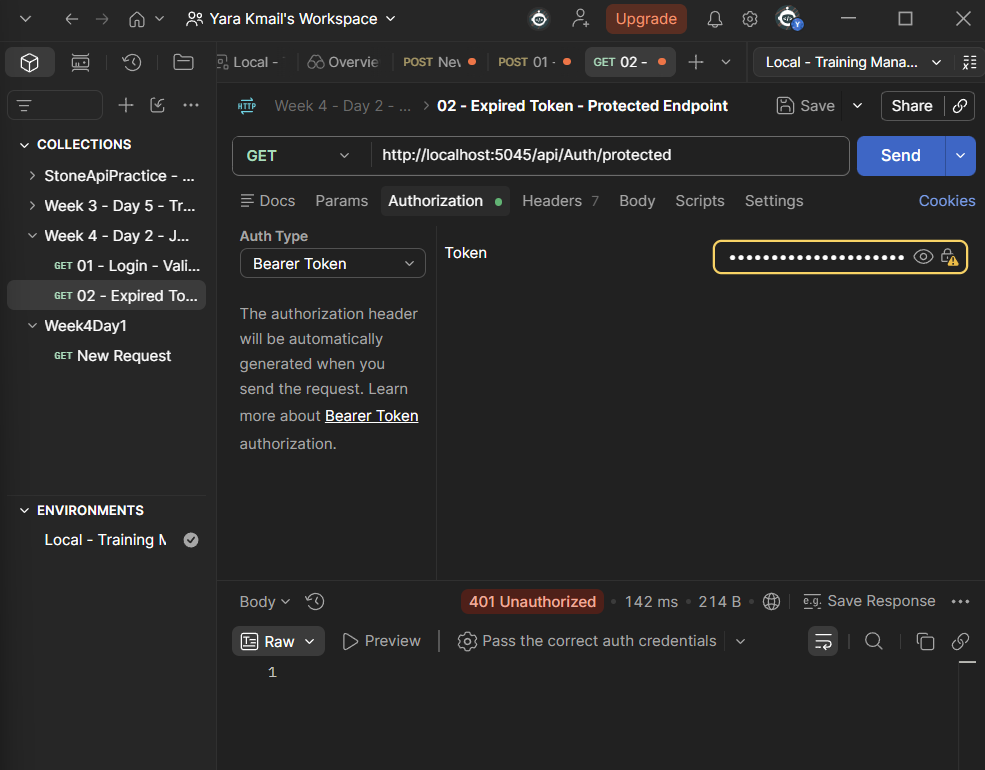 Yara Kmail's Workspace
Upgrade
Y
Local -
Overvie
POST Nev
POST 01 -
GET 02 -
Local - Training Mana...
HTTP
Week 4 - Day 2 - ...
02 - Expired Token - Protected Endpoint
Save
Share
COLLECTIONS
StoneApiPractice - ...
Week 3 - Day 5 - Tr...
Week 4 - Day 2 - J...
GET 01 - Login - Vali...
GET 02 - Expired To...
Week4Day1
GET New Request
ENVIRONMENTS
Local - Training M
GET
http://localhost:5045/api/Auth/protected
Send
Docs
Params
Authorization
Headers 7
Body
Scripts
Settings
Cookies
Auth Type
Bearer Token
The authorization header
will be automatically
generated when you
send the request. Learn
more about Bearer Token
authorization.
Token
Body
401 Unauthorized
142 ms
214 B
e.g. Save Response
Raw
Preview
Pass the correct auth credentials
1